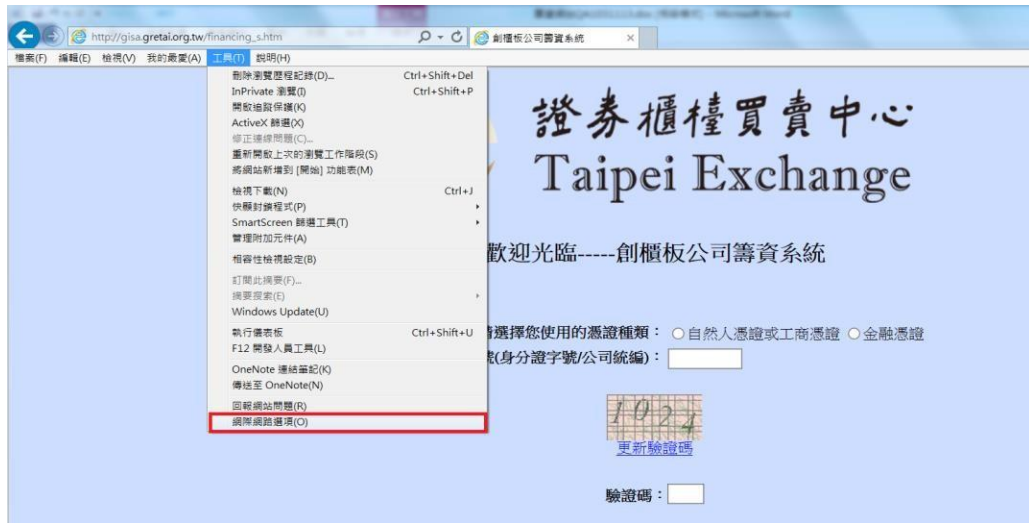 http://gisa.gretai.org.tw/financing_s.htm
創櫃板公司籌資系統
檔案(F) 編輯(E) 檢視(V) 我的最愛(A) 工具(T) 說明(H)
刪除瀏覽歷程記錄(D)... Ctrl+Shift+Del
InPrivate 瀏覽(I) Ctrl+Shift+P
開啟追蹤保護(K)
ActiveX 篩選(X)
修正連線問題(C)...
重新開啟上次的瀏覽工作階段(S)
將網站新增到 [開始] 功能表(M)
檢視下載(N) Ctrl+J
快顯封鎖程式(P)
SmartScreen 篩選工具(T)
管理附加元件(A)
相容性檢視設定(B)
訂閱此摘要(F)...
摘要探索(E)
Windows Update(U)
執行儀表板 Ctrl+Shift+U
F12 開發人員工具(L)
OneNote 連結筆記(K)
傳送至 OneNote(N)
回報網站問題(R)
網際網路選項(O)
證券櫃檯買賣中心
Taipei Exchange
歡迎光臨-----創櫃板公司籌資系統
選擇您使用的憑證種類： 自然人憑證或工商憑證 金融憑證
號(身分證字號/公司統編)：
1024
更新驗證碼
驗證碼：